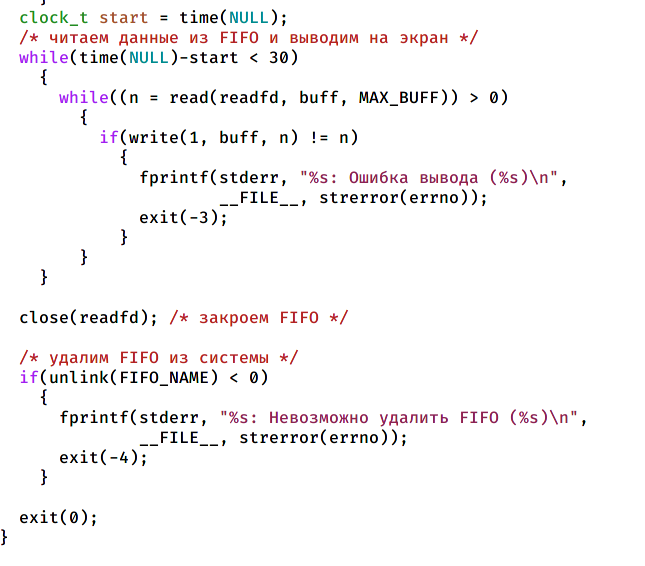 }
clock_t start = time(NULL);
/* читаем данные из FIFO и выводим на экран */
while(time(NULL)-start < 30)
{
while((n = read(readfd, buff, MAX_BUFF)) > 0)
{
if(write(1, buff, n) != n)
{
fprintf(stderr, "%s: Ошибка вывода (%s)\n",
__FILE__, strerror(errno));
exit(-3);
}
}
}
close(readfd); /* закроем FIFO */
/* удалим FIFO из системы */
if(unlink(FIFO_NAME) < 0)
{
fprintf(stderr, "%s: Невозможно удалить FIFO (%s)\n",
__FILE__, strerror(errno));
exit(-4);
}
exit(0);
}